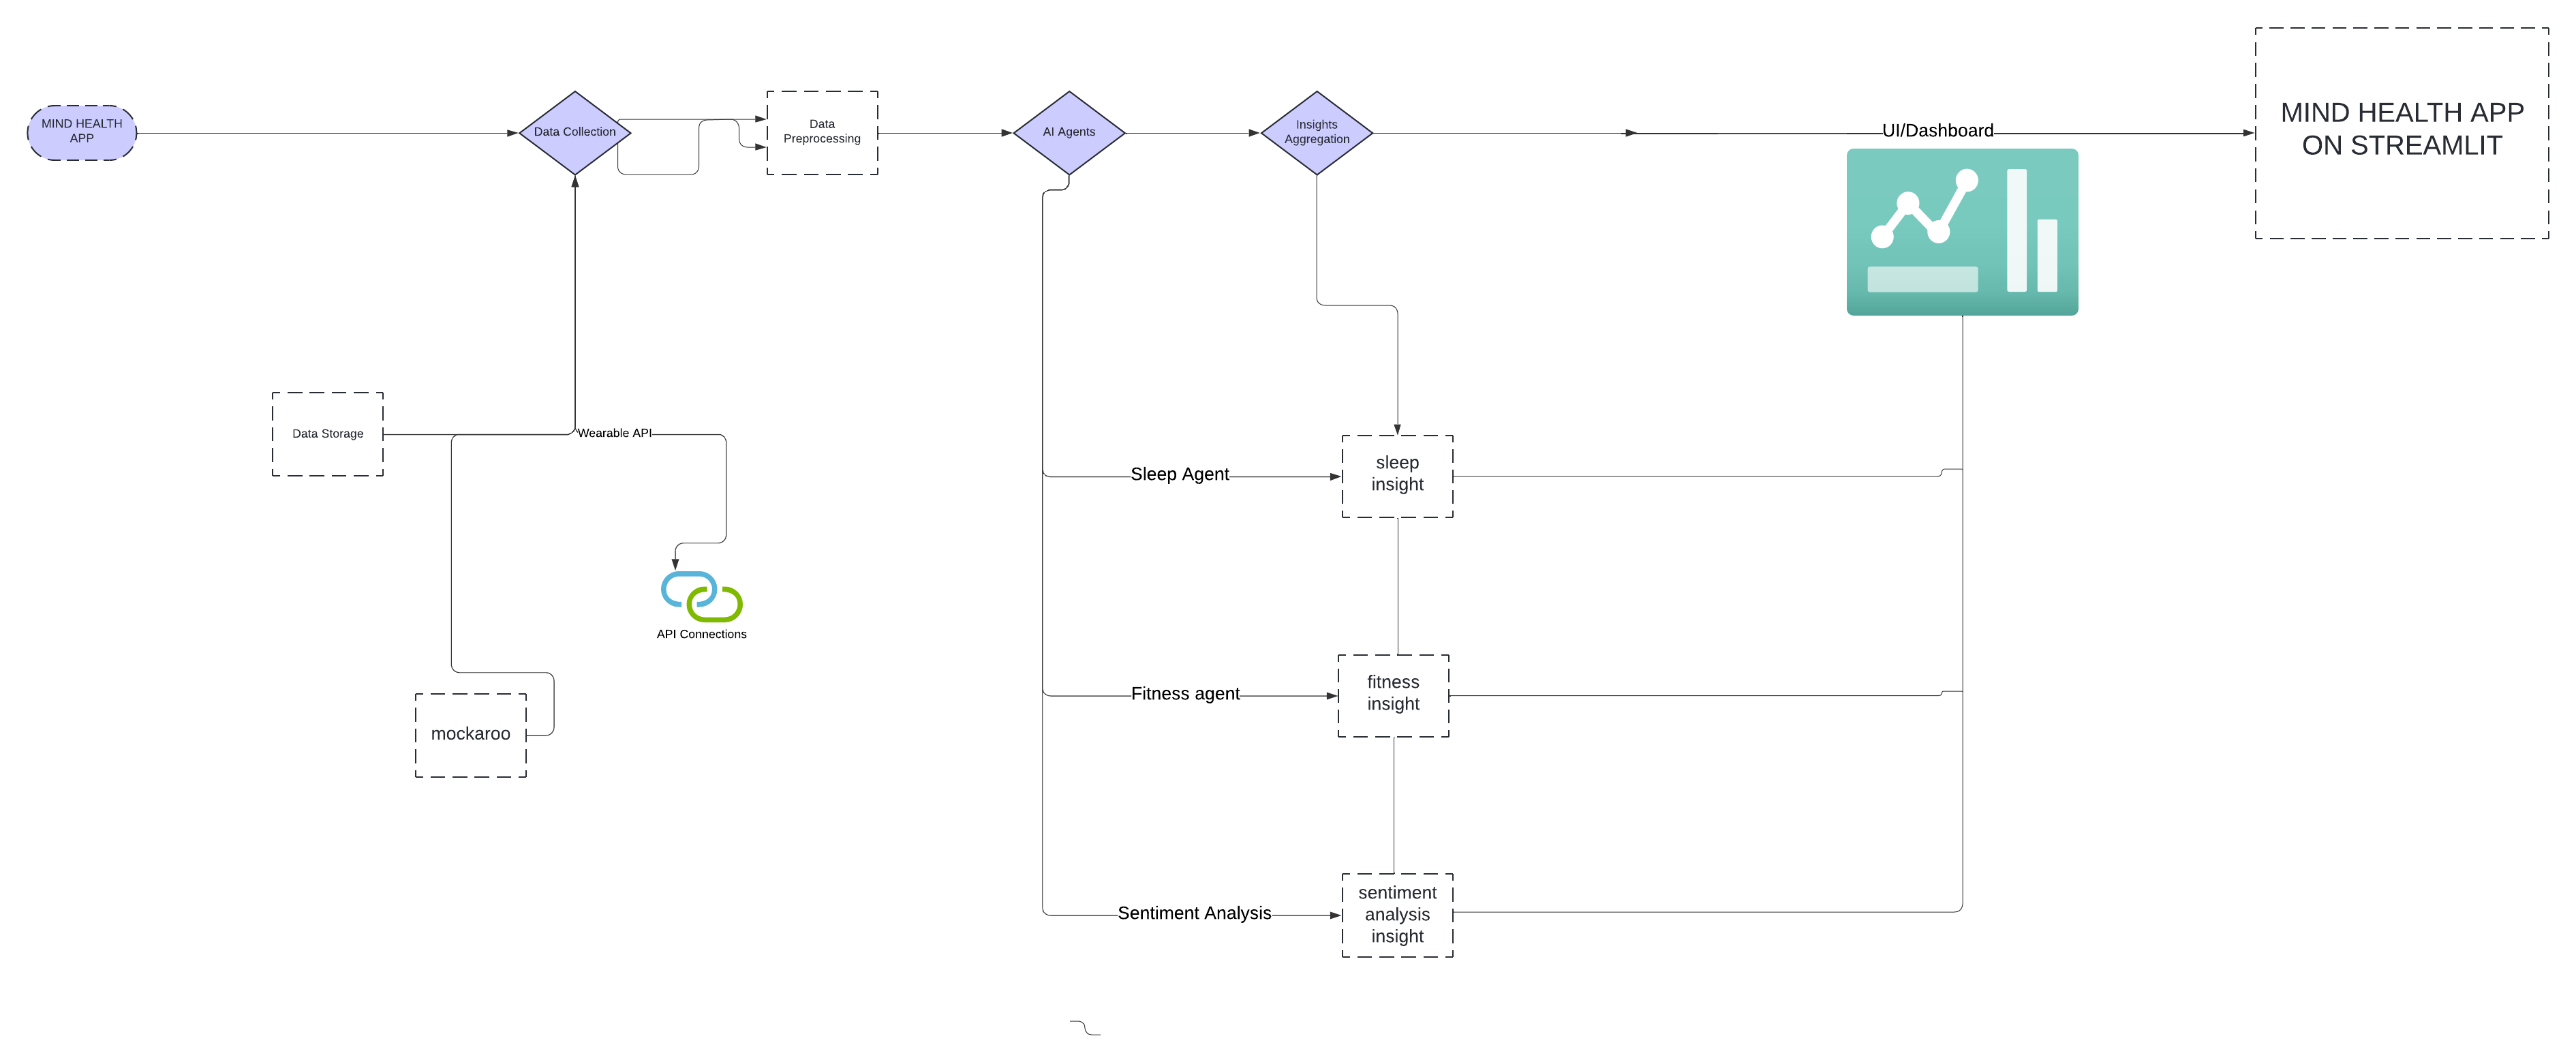 MIND HEALTH
APP
Data Collection
Data
Preprocessing
AI Agents
Insights
Aggregation
UI/Dashboard
MIND HEALTH APP
ON STREAMLIT
Data Storage
Wearable API
API Connections
mockaroo
Sleep Agent
sleep
insight
Fitness agent
fitness
insight
Sentiment Analysis
sentiment
analysis
insight